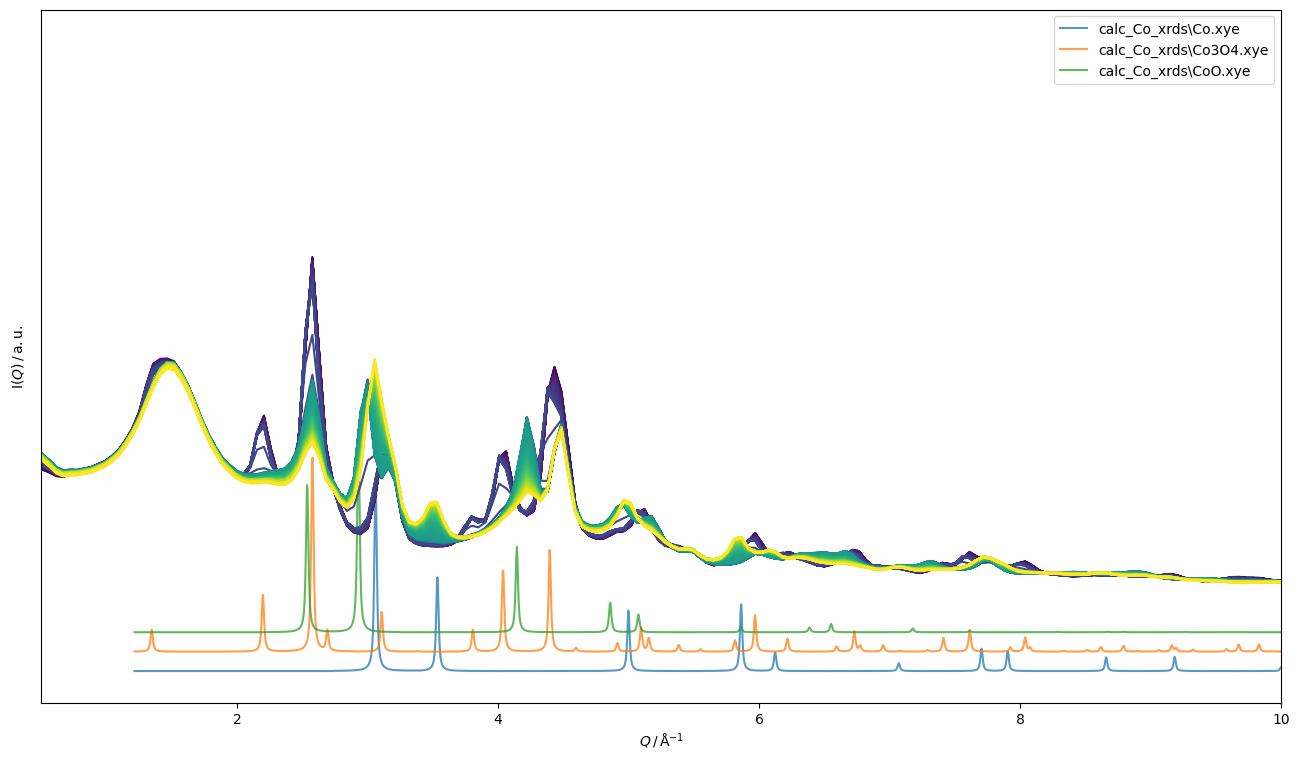 calc_Co_xrds\Co.xye
calc_Co_xrds\Co3O4.xye
calc_Co_xrds\CoO.xye
I(Q) / a. u.
2
4
6
8
10
Q / Å⁻¹